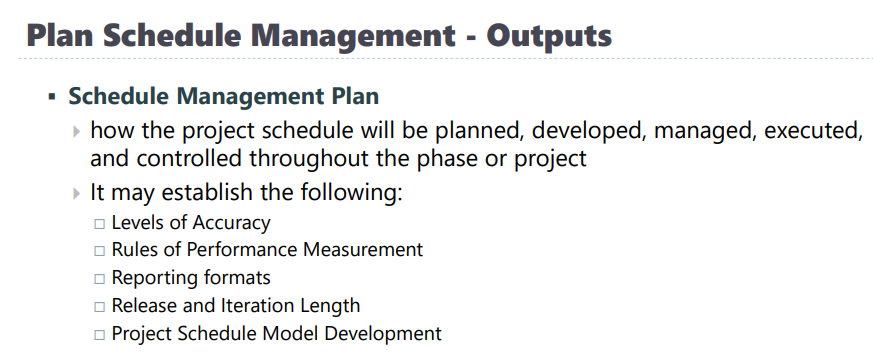 Plan Schedule Management - Outputs
Schedule Management Plan
how the project schedule will be planned, developed, managed, executed,
and controlled throughout the phase or project
It may establish the following:
Levels of Accuracy
Rules of Performance Measurement
Reporting formats
Release and Iteration Length
Project Schedule Model Development